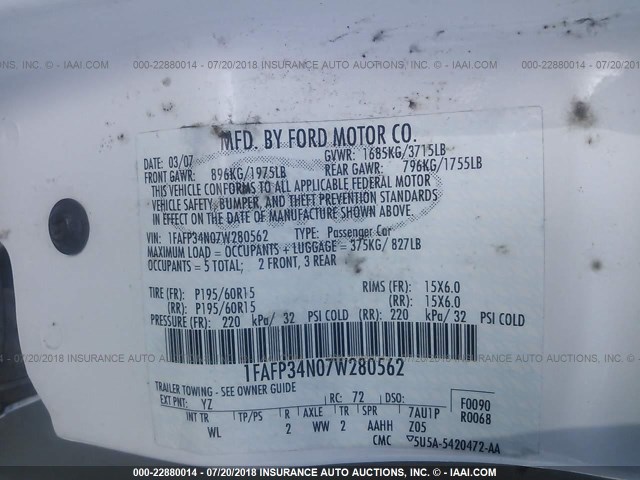 000-22880014 - 07/20/2018 INSURANCE AUTO AUCTIONS, INC. © - IAAI.COM
MFD. BY FORD MOTOR CO.
DATE: 03/07 GVWR: 1685KG/3715LB
FRONT GAWR: 896KG/1975LB REAR GAWR: 796KG/1755LB
THIS VEHICLE CONFORMS TO ALL APPLICABLE FEDERAL MOTOR
VEHICLE SAFETY, BUMPER, AND THEFT PREVENTION STANDARDS
IN EFFECT ON THE DATE OF MANUFACTURE SHOWN ABOVE.
VIN: 1FAFP34N07W280562 TYPE: Passenger Car
MAXIMUM LOAD = OCCUPANTS + LUGGAGE = 375KG/ 827LB
OCCUPANTS = 5 TOTAL; 2 FRONT, 3 REAR
TIRE (FR): P195/60R15 RIMS (FR): 15X6.0
(RR): P195/60R15 (RR): 15X6.0
PRESSURE (FR): 220 kPa/ 32 PSI COLD (RR): 220 kPa/ 32 PSI COLD
1FAFP34N07W280562
TRAILER TOWING - SEE OWNER GUIDE
EXT PNT: YZ RC: 72 DSO: F0090
INT TR TP/PS R AXLE TR SPR 7AU1P R0068
WL 2 WW 2 AAHH Z05
CMC 5U5A-5420472-AA
000-22880014 - 07/20/2018 INSURANCE AUTO AUCTIONS, INC. © - IAAI.COM